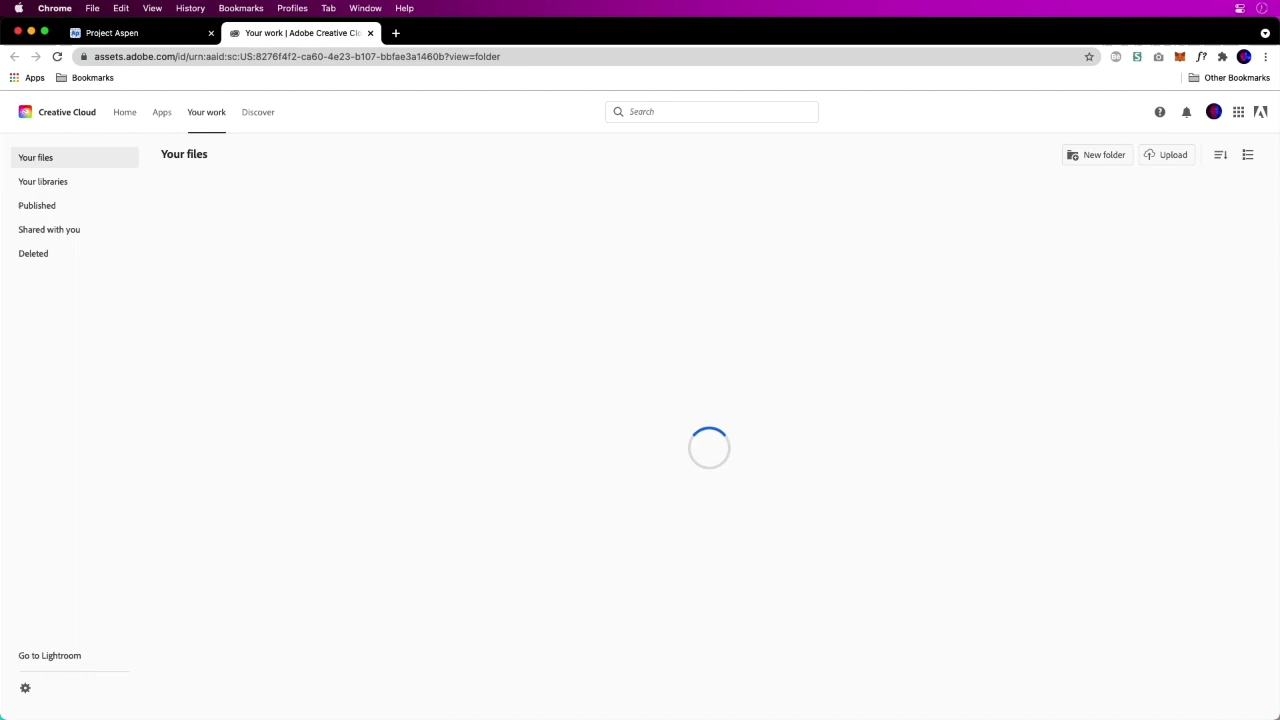 Chrome File Edit View History Bookmarks Profiles Tab Window Help
Project Aspen
Your work | Adobe Creative Clo
assets.adobe.com/id/urn:aaid:sc:US:8276f4f2-ca60-4e23-b107-bbfae3a1460b?view=folder
Apps Bookmarks Other Bookmarks
Creative Cloud Home Apps Your work Discover Search
Your files
Your libraries
Published
Shared with you
Deleted
Your files
New folder Upload
Go to Lightroom